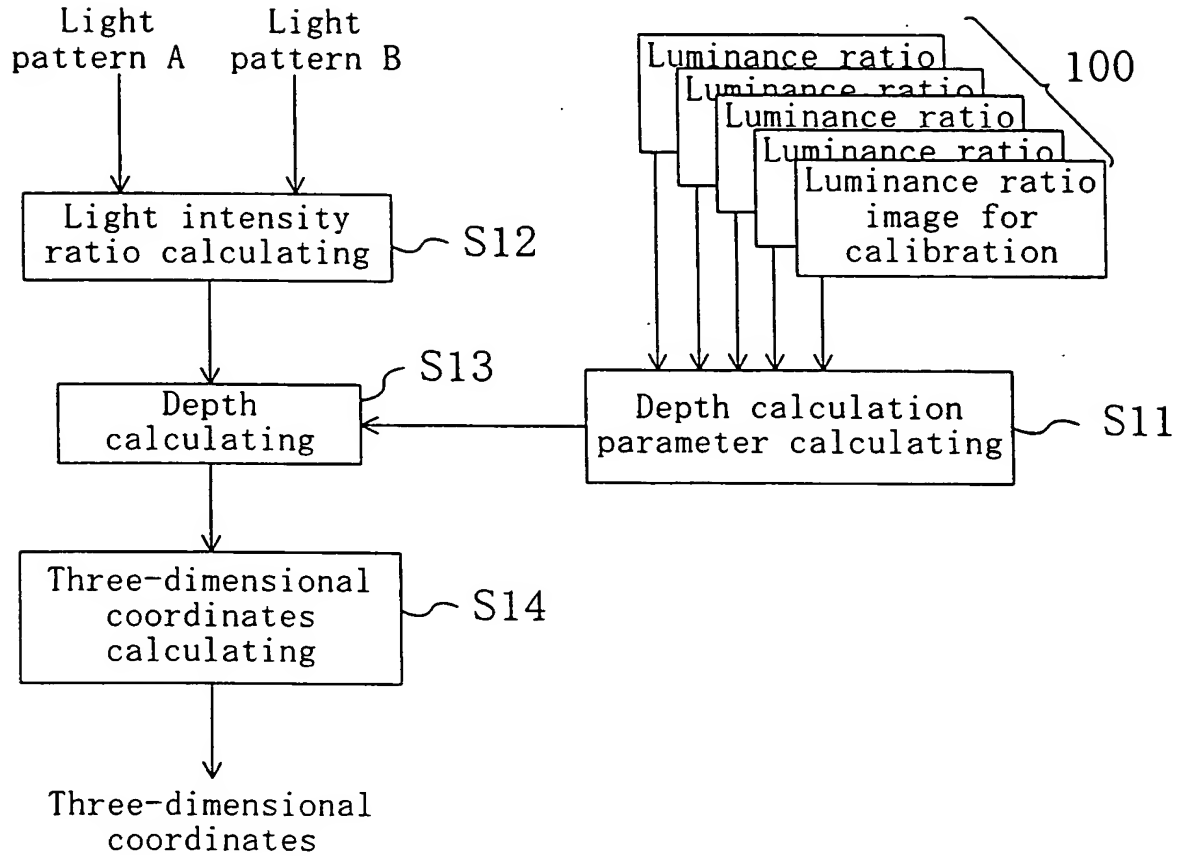 Light
pattern A
Light
pattern B
Luminance ratio
Luminance ratio
Luminance ratio
Luminance ratio
Luminance ratio
image for
calibration
100
Light intensity
ratio calculating
S12
Depth
calculating
S13
Depth calculation
parameter calculating
S11
Three-dimensional
coordinates
calculating
S14
Three-dimensional
coordinates